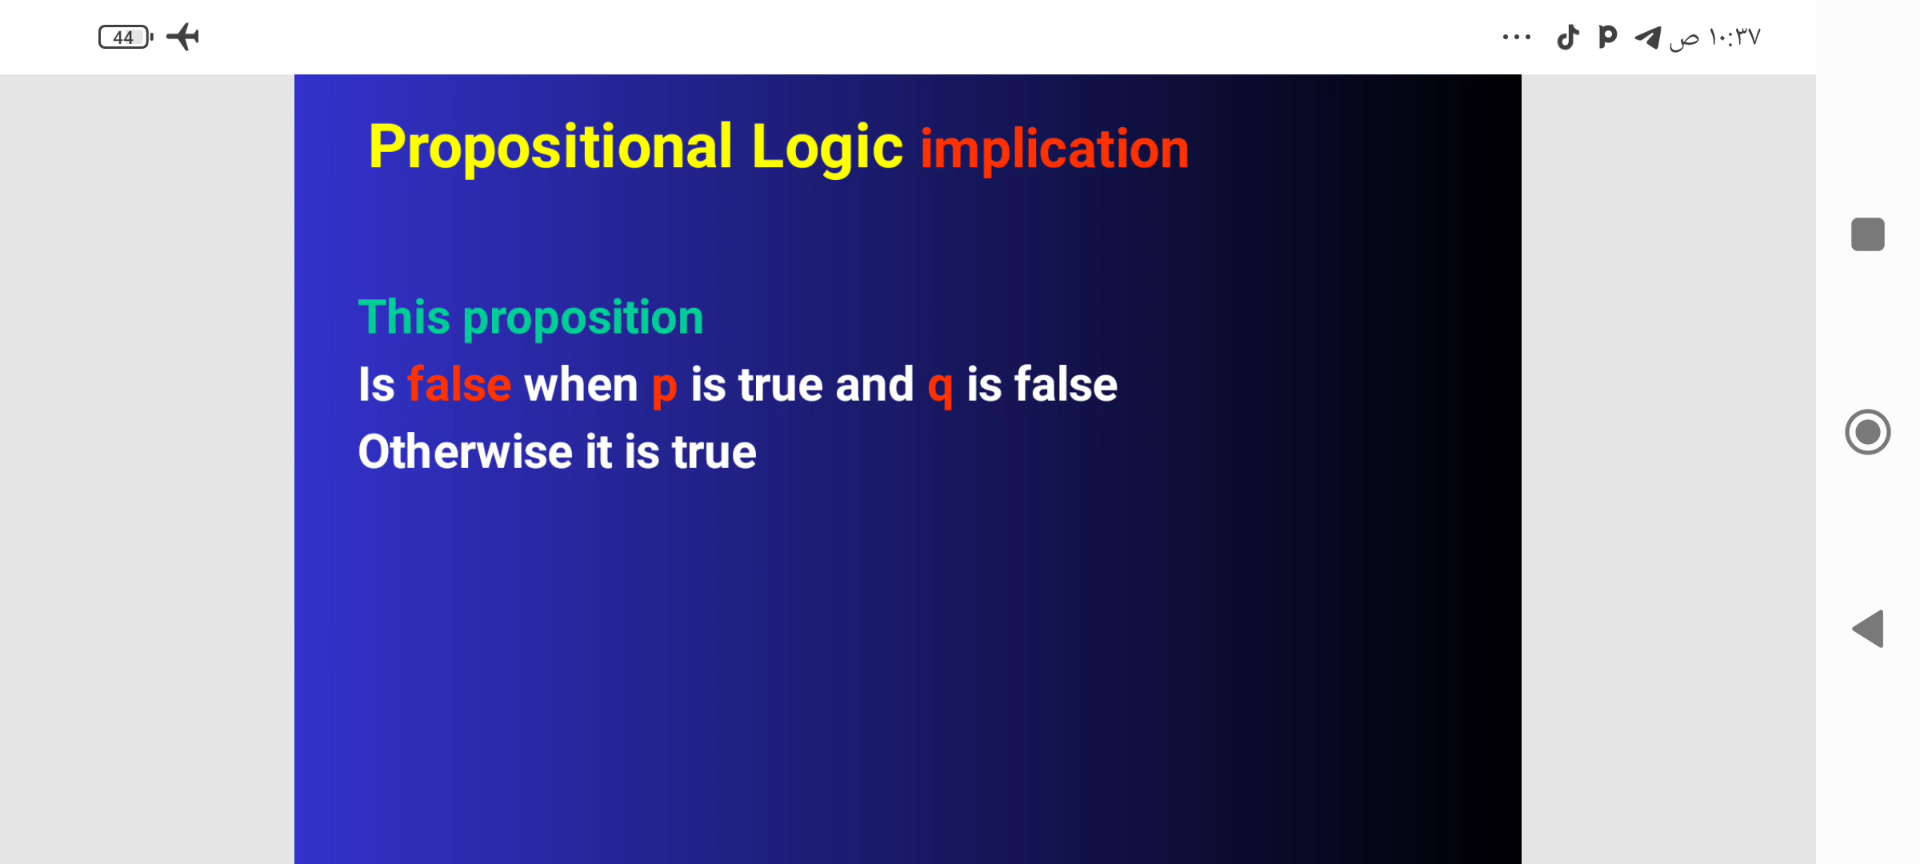 44
١٠:٣٧ ص
Propositional Logic implication
This proposition
Is false when p is true and q is false
Otherwise it is true